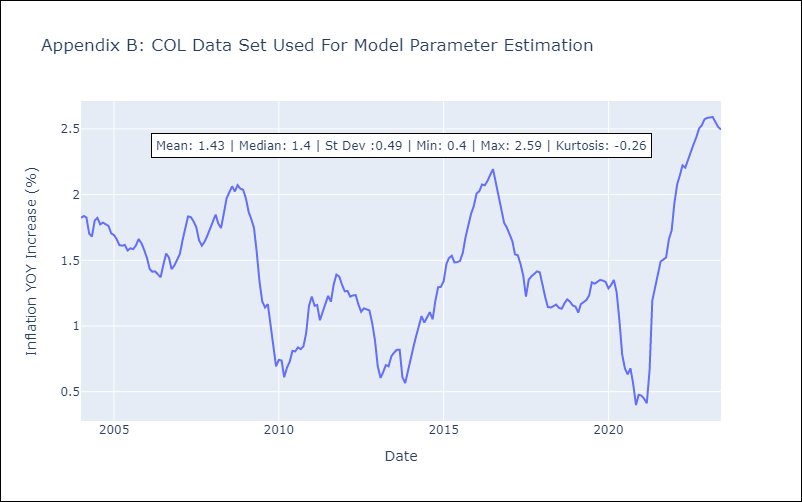 Appendix B: COL Data Set Used For Model Parameter Estimation
Mean: 1.43 | Median: 1.4 | St Dev :0.49 | Min: 0.4 | Max: 2.59 | Kurtosis: -0.26
Inflation YOY Increase (%)
2.5
2
1.5
1
0.5
2005
2010
2015
2020
Date